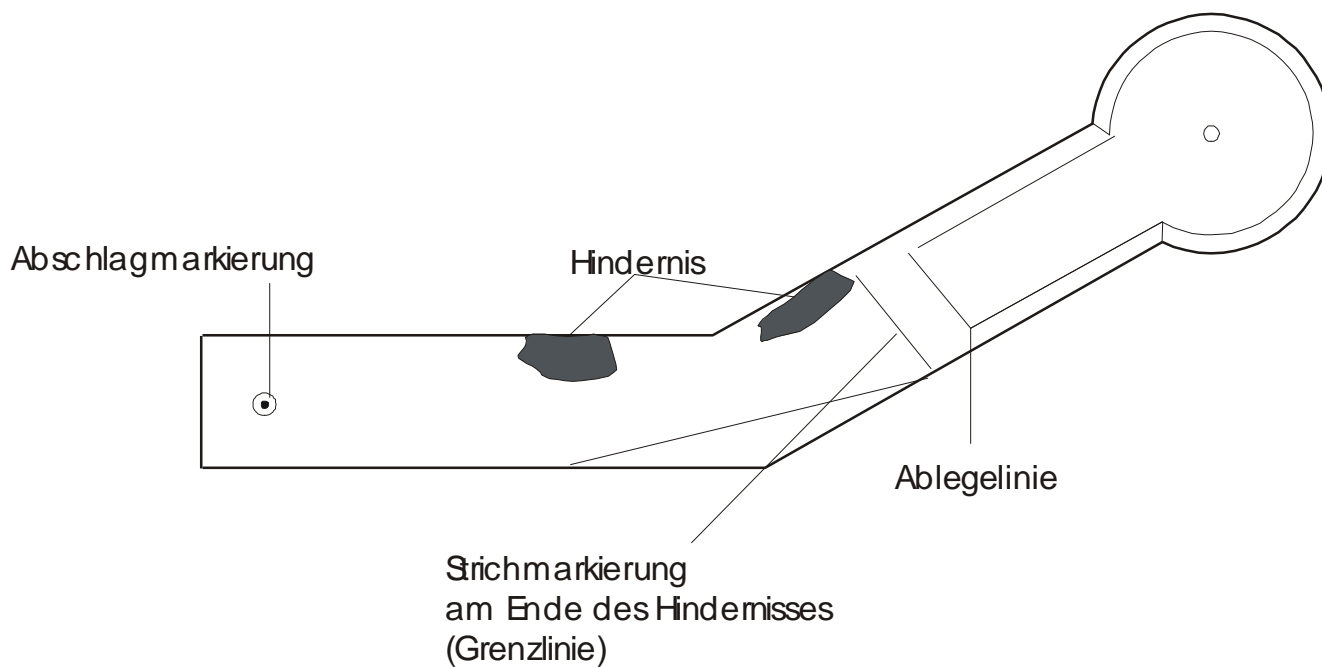 Abschlagmarkierung
Hindernis
Ablegelinie
Strichmarkierung
am Ende des Hindernisses
(Grenzlinie)